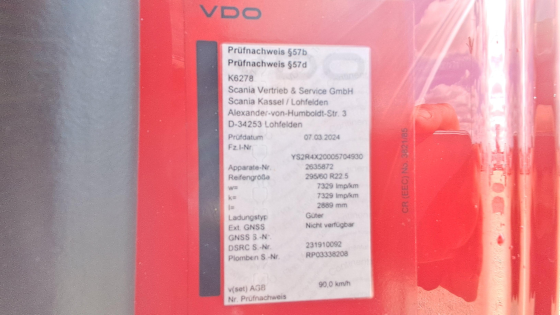 VDO
Prüfnachweis §57b
Prüfnachweis §57d
K6278
Scania Vertrieb & Service GmbH
Scania Kassel / Lohfelden
Alexander-von-Humboldt-Str. 3
D-34253 Lohfelden
Prüfdatum 07.03.2024
Fz.I-Nr.
YS2R4X20005704930
Apparate-Nr. 2635872
Reifengröße 295/60 R22.5
w= 7329 Imp/km
k= 7329 Imp/km
l= 2869 mm
Ladungstyp Güter
Ext. GNSS Nicht verfügbar
GNSS S.-Nr.
DSRC S.-Nr. 231910092
Plomben S.-Nr. RP03338208
v(set) AGB 90.0 km/h
Nr. Prüfnachweis